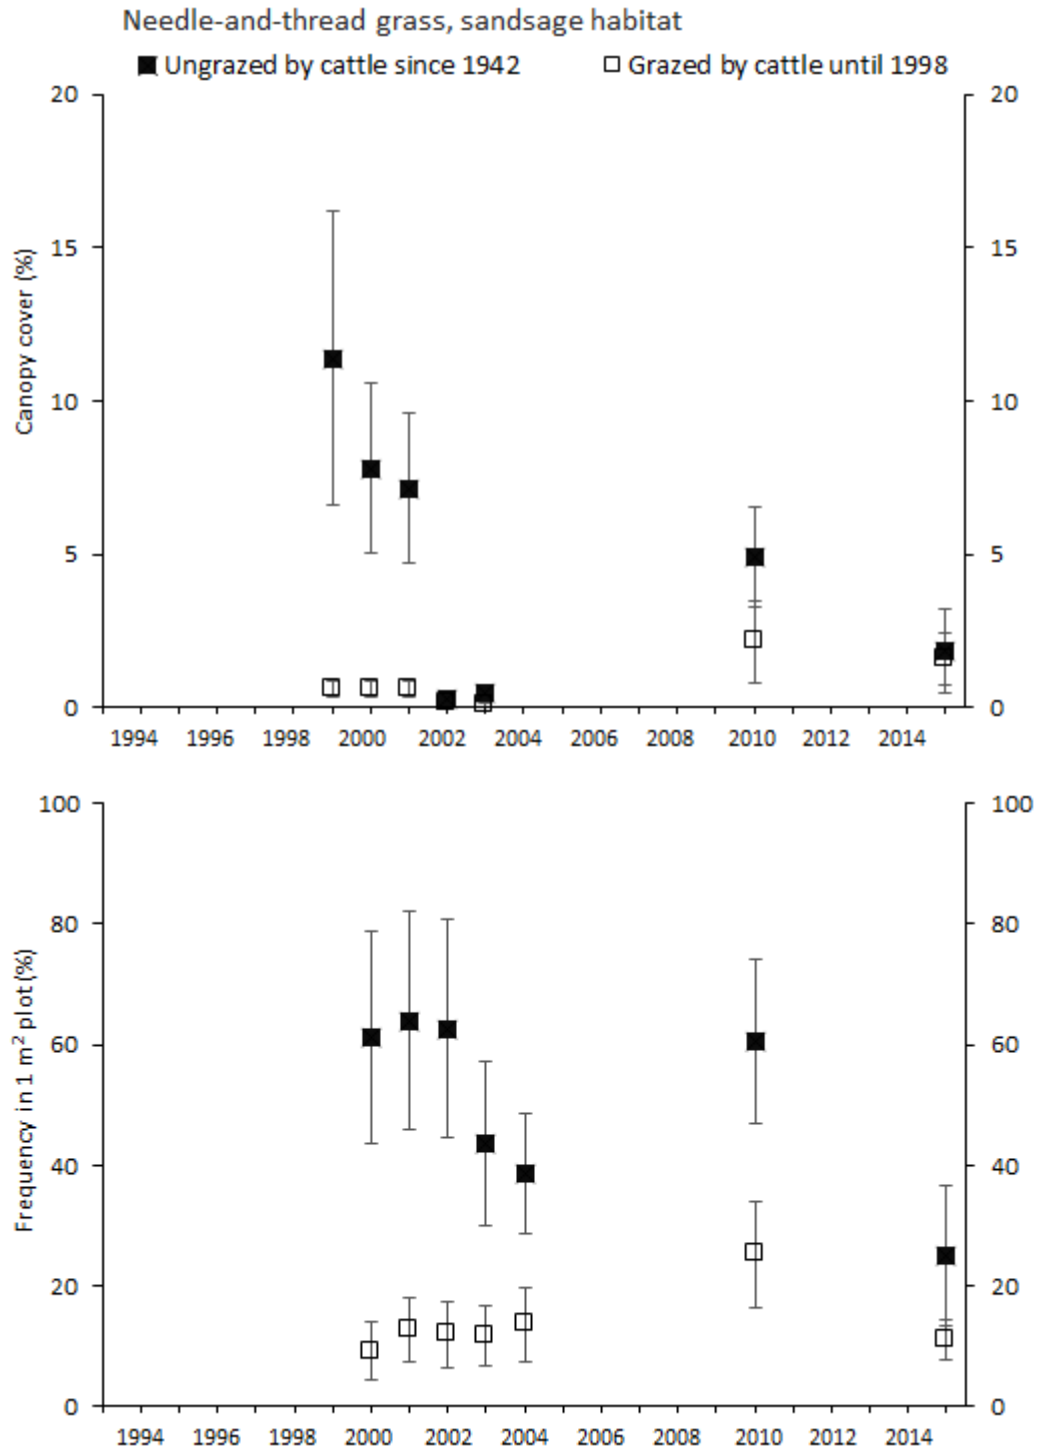 Needle-and-thread grass, sandsage habitat
Ungrazed by cattle since 1942 Grazed by cattle until 1998
20 20
15 15
Canopy cover (%)
10 10
5 5
0 0
1994 1996 1998 2000 2002 2004 2006 2008 2010 2012 2014
100 100
80 80
Frequency in 1 m² plot (%)
60 60
40 40
20 20
0 0
1994 1996 1998 2000 2002 2004 2006 2008 2010 2012 2014